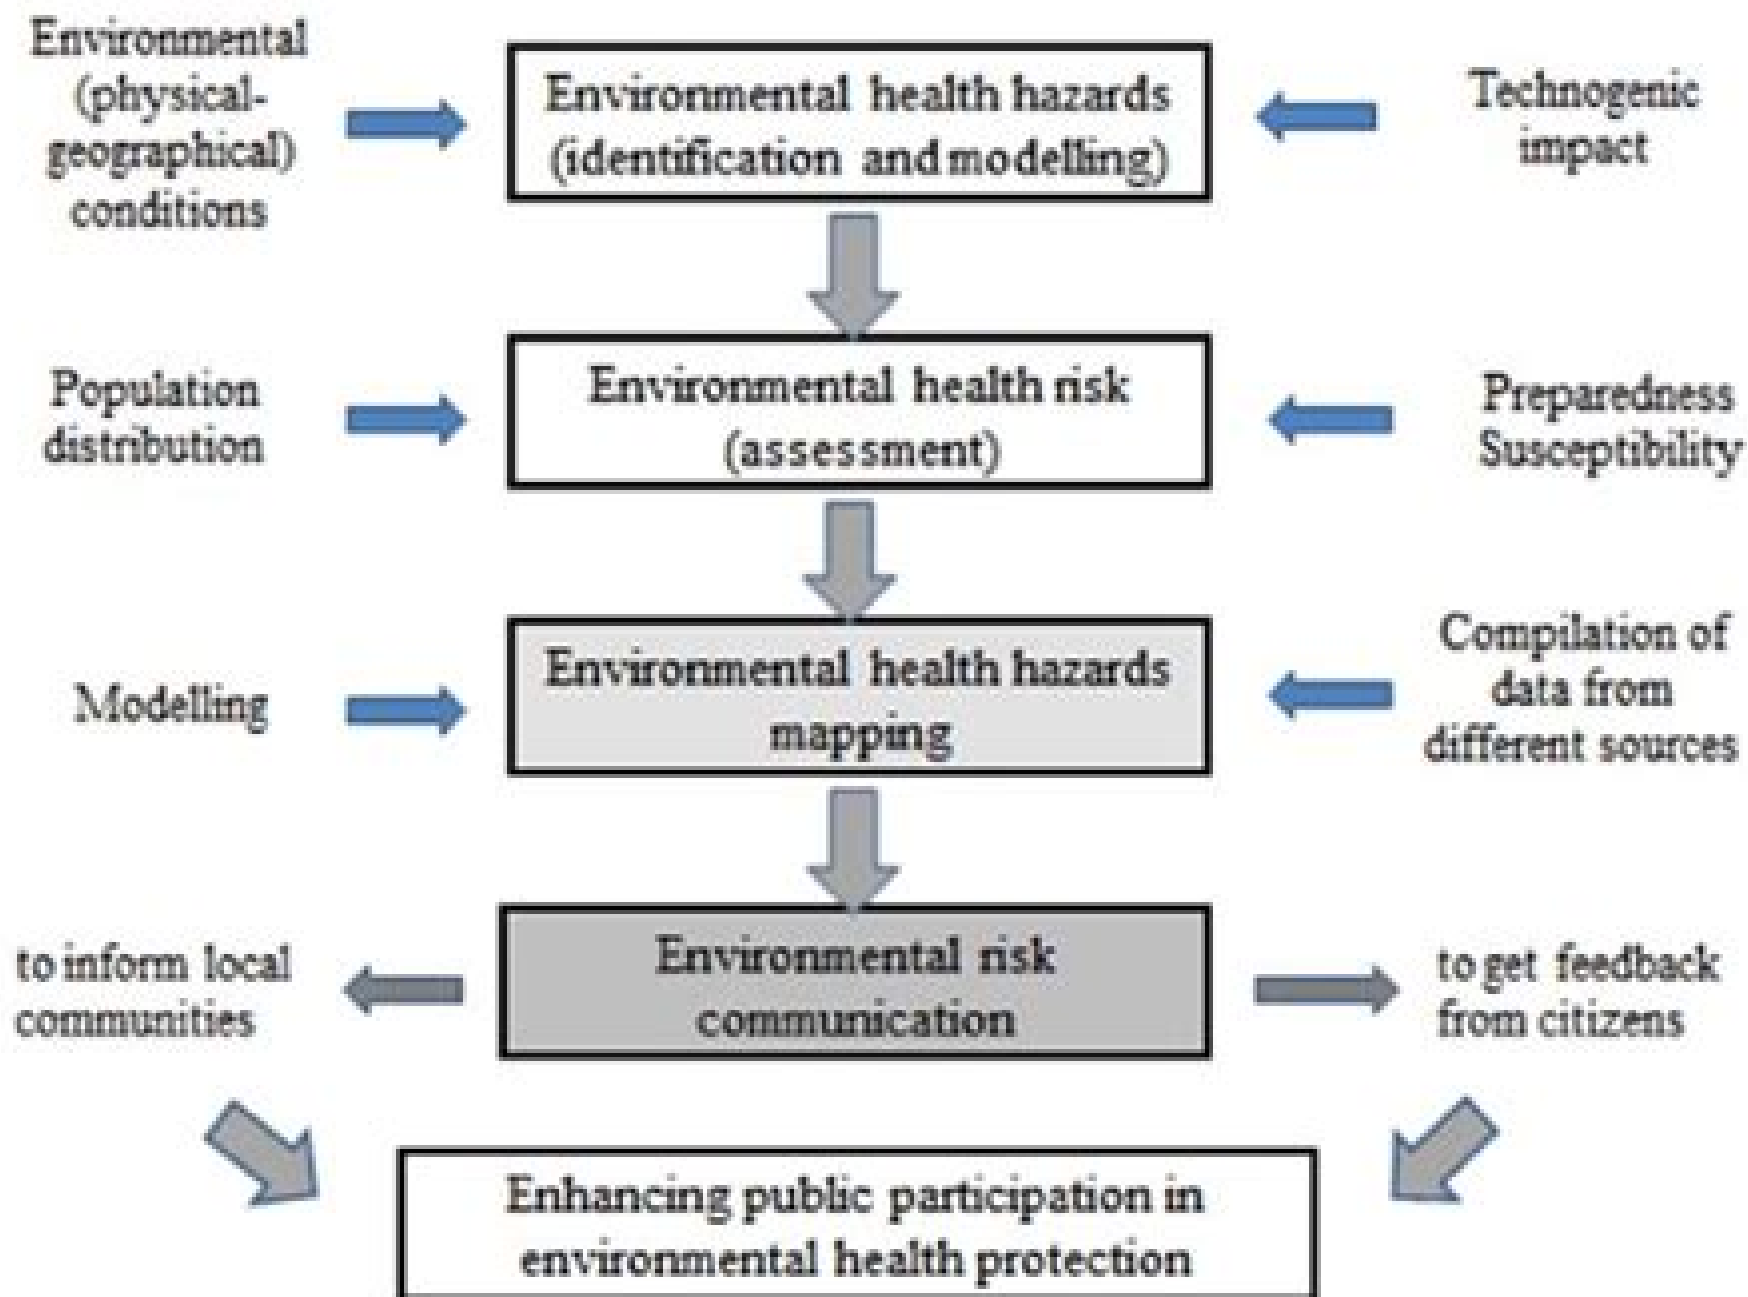 Environmental
(physical-
geographical)
conditions
Environmental health hazards
(identification and modelling)
Technogenic
impact
Population
distribution
Environmental health risk
(assessment)
Preparedness
Susceptibility
Modelling
Environmental health hazards
mapping
Compilation of
data from
different sources
to inform local
communities
Environmental risk
communication
to get feedback
from citizens
Enhancing public participation in
environmental health protection